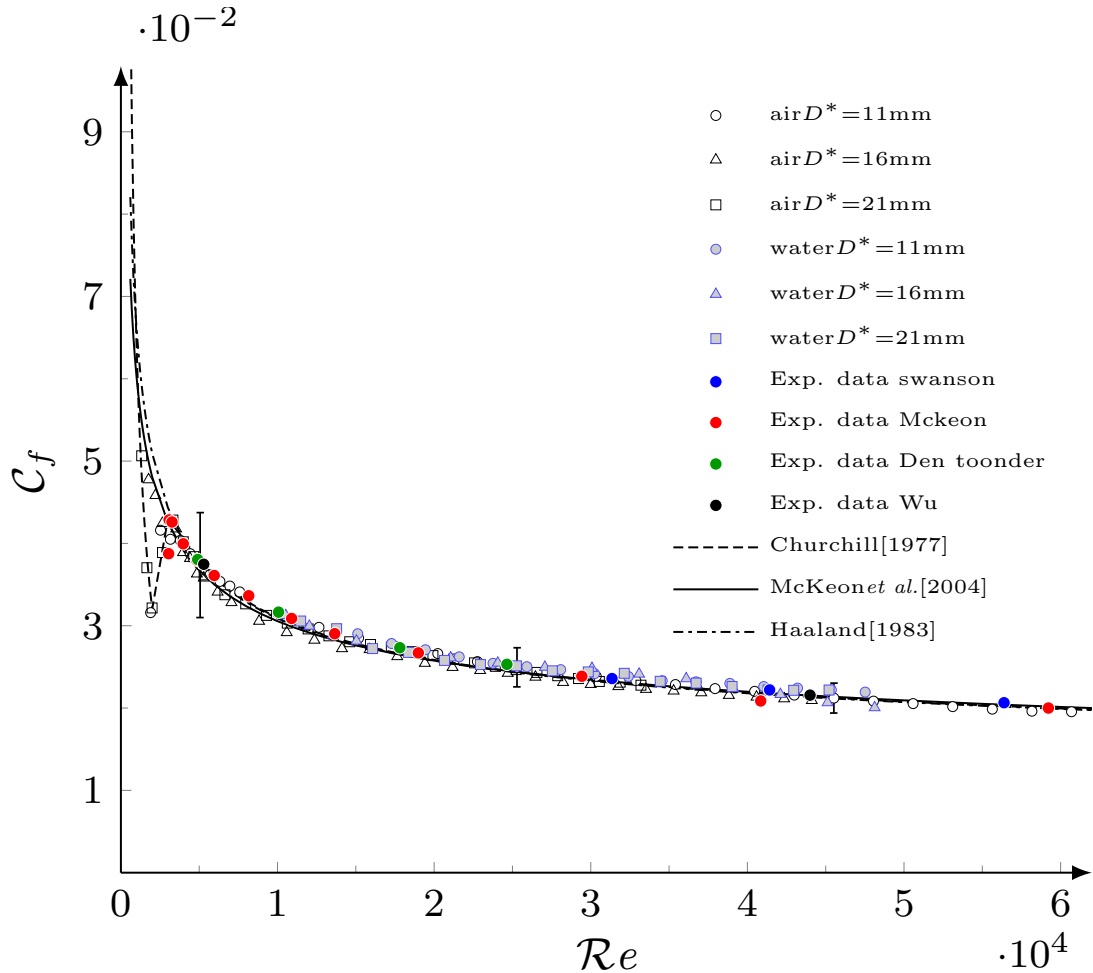 ·10−2
9
7
5
3
1
C_f
airD*=11mm
airD*=16mm
airD*=21mm
waterD*=11mm
waterD*=16mm
waterD*=21mm
Exp. data swanson
Exp. data Mckeon
Exp. data Den toonder
Exp. data Wu
Churchill[1977]
McKeonet al.[2004]
Haaland[1983]
0 1 2 3 4 5 6
Re
·10^4